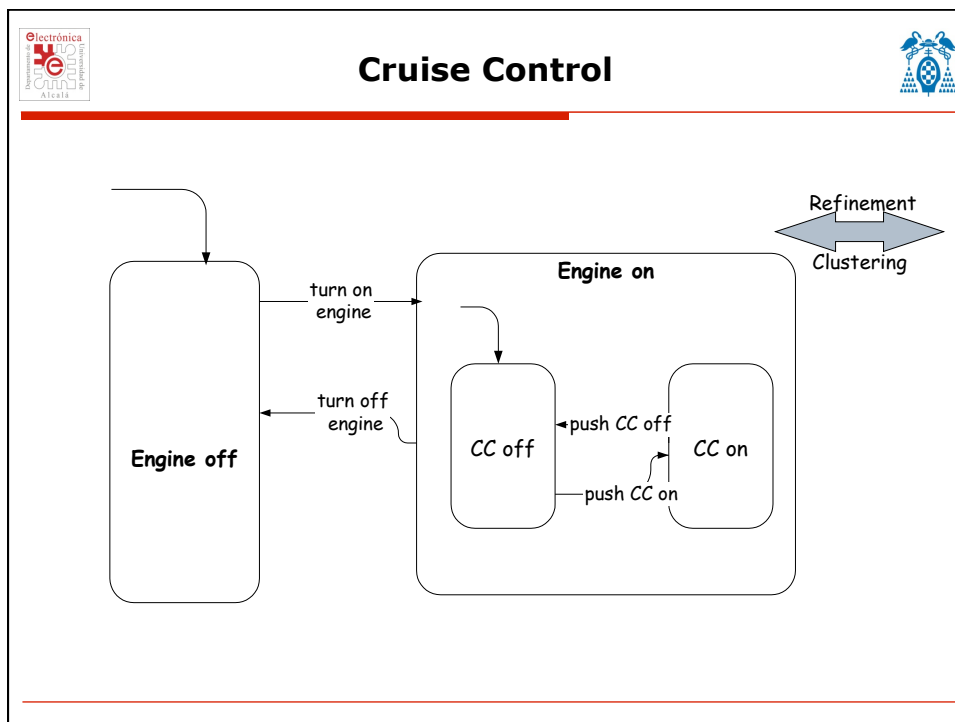 electrónica
Departamento de
Universidad de
Alcalá
Cruise Control
Refinement
Clustering
Engine on
turn on
engine
turn off
engine
Engine off
CC off
push CC off
push CC on
CC on